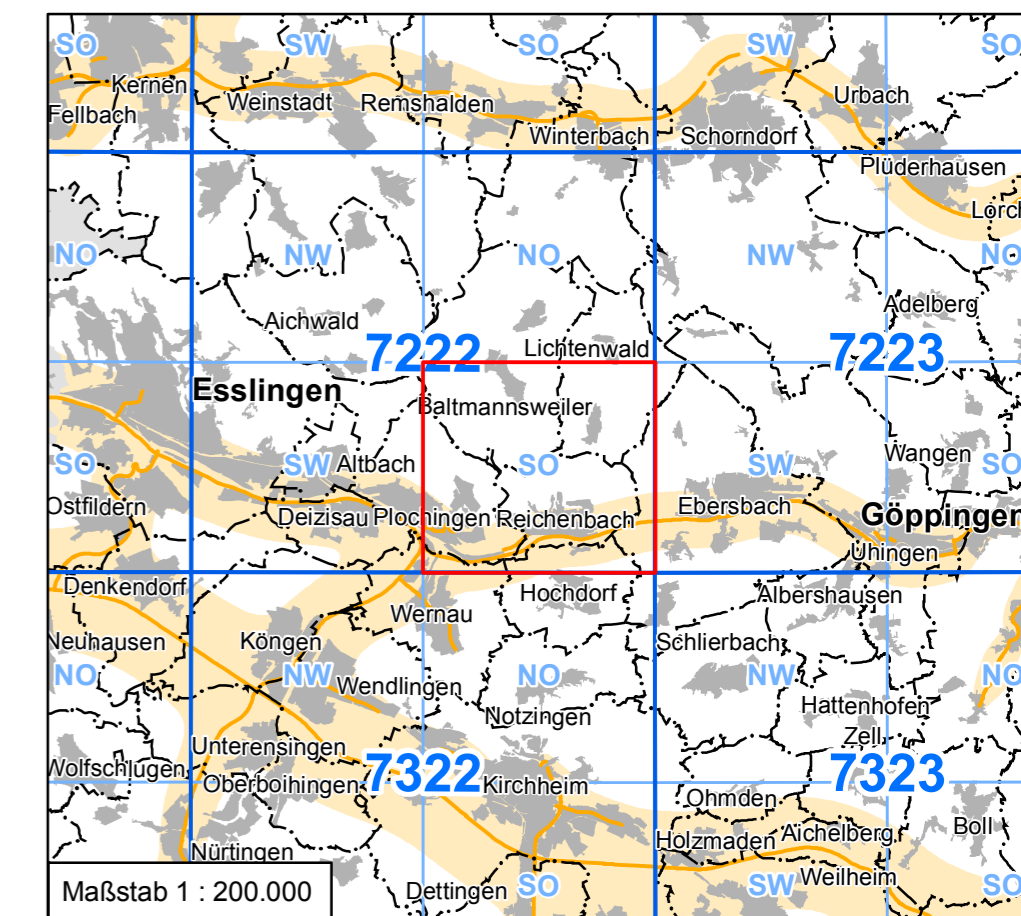 SO
SW
SO
SW
SO
Kernen
Fellbach
Weinstadt
Remshalden
Urbach
Winterbach
Schorndorf
Plüderhausen
Lorch
NO
NW
NO
NW
NO
Aichwald
Adelberg
7222
Lichtenwald
7223
Esslingen
Baltmannsweiler
Wangen
SO
SW
Altbach
SO
SW
SO
Ostfildern
Deizisau
Plochingen
Reichenbach
Ebersbach
Göppingen
Uhingen
Denkendorf
Hochdorf
Albershausen
Wernau
Neuhausen
Köngen
Schlierbach
NO
NW
Wendlingen
NO
NW
NO
Notzingen
Hattenhofen
Zell
Unterensingen
Wolfschlugen
Oberboihingen
7322
Kirchheim
7323
Ohmden
Boll
Holzmaden
Aichelberg
Nürtingen
Weilheim
Maßstab 1 : 200.000
Dettingen
SO
SW
SO